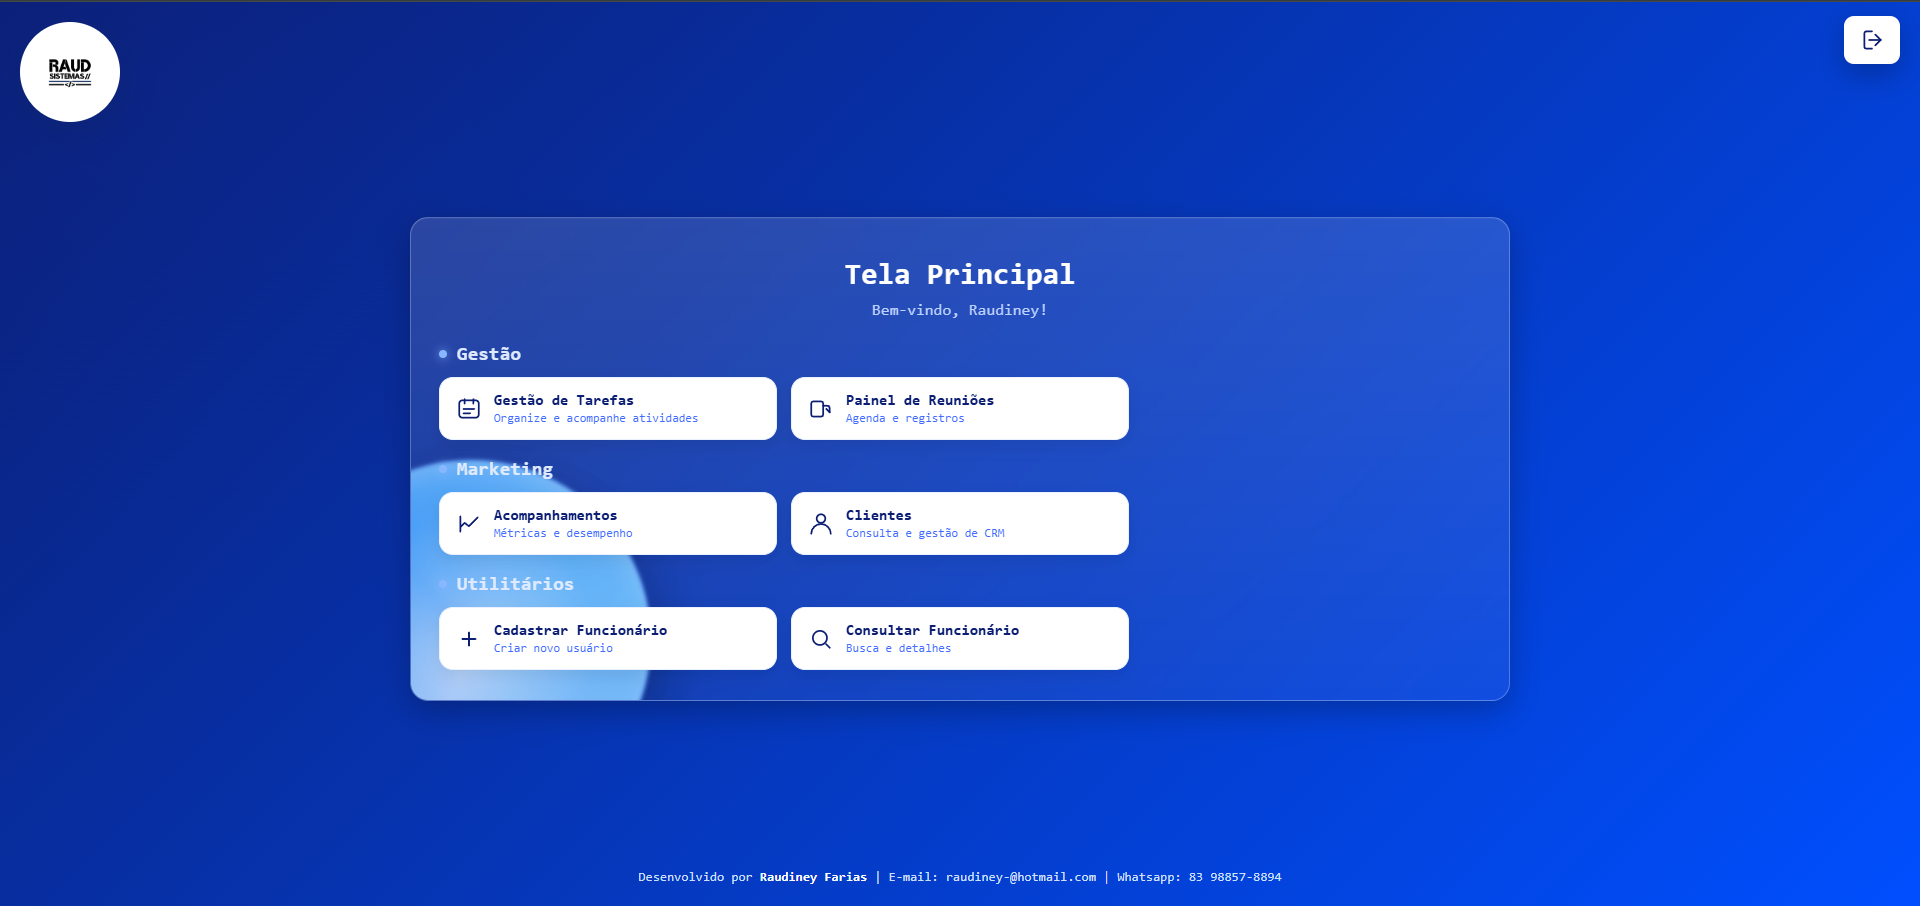 RAUD
SISTEMAS//
</>
Tela Principal
Bem-vindo, Raudiney!
Gestão
Gestão de Tarefas
Organize e acompanhe atividades
Painel de Reuniões
Agenda e registros
Marketing
Acompanhamentos
Métricas e desempenho
Clientes
Consulta e gestão de CRM
Utilitários
Cadastrar Funcionário
Criar novo usuário
Consultar Funcionário
Busca e detalhes
Desenvolvido por Raudiney Farias | E-mail: raudiney-@hotmail.com | Whatsapp: 83 98857-8894